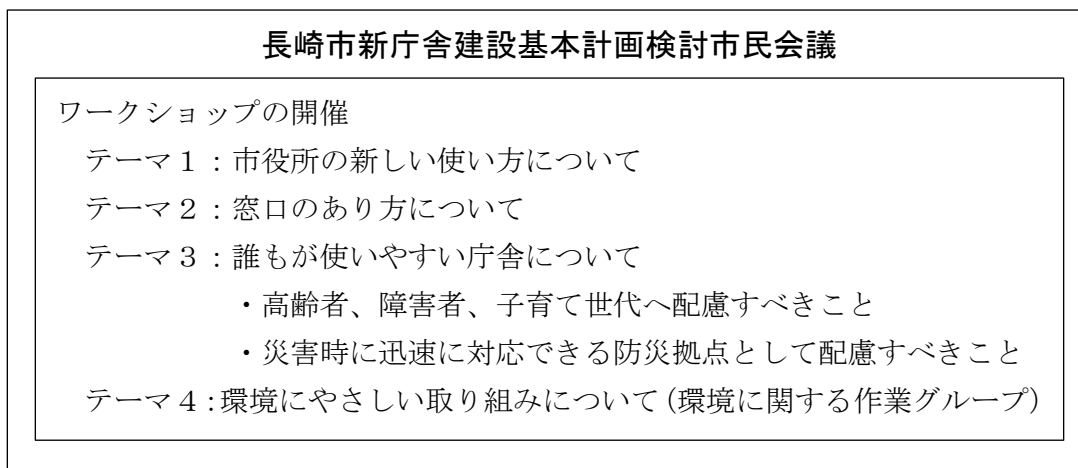 長崎市新庁舎建設基本計画検討市民会議
ワークショップの開催
テーマ１：市役所の新しい使い方について
テーマ２：窓口のあり方について
テーマ３：誰もが使いやすい庁舎について
・高齢者、障害者、子育て世代へ配慮すべきこと
・災害時に迅速に対応できる防災拠点として配慮すべきこと
テーマ４：環境にやさしい取り組みについて（環境に関する作業グループ）